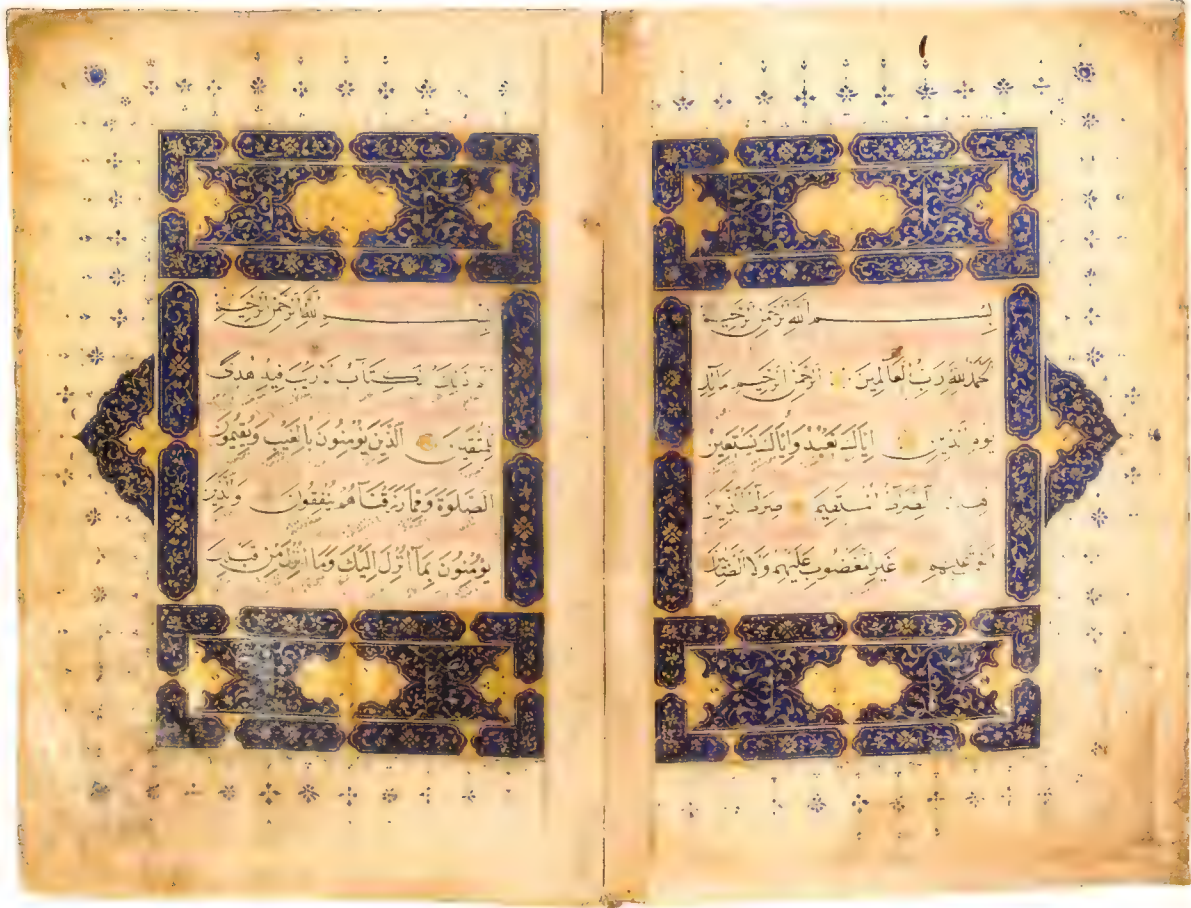 بسم الله الرحمن الرحيم
الحمد لله رب العالمين الرحمن الرحيم مالك
يوم الدين اياك نعبد واياك نستعين
اهدنا الصراط المستقيم صراط الذين
انعمت عليهم غير المغضوب عليهم ولا الضالين
بسم الله الرحمن الرحيم
الم ذلك الكتاب لا ريب فيه هدى
للمتقين الذين يؤمنون بالغيب ويقيمون
الصلوة ومما رزقناهم ينفقون والذين
يؤمنون بما انزل اليك وما انزل من قبلك